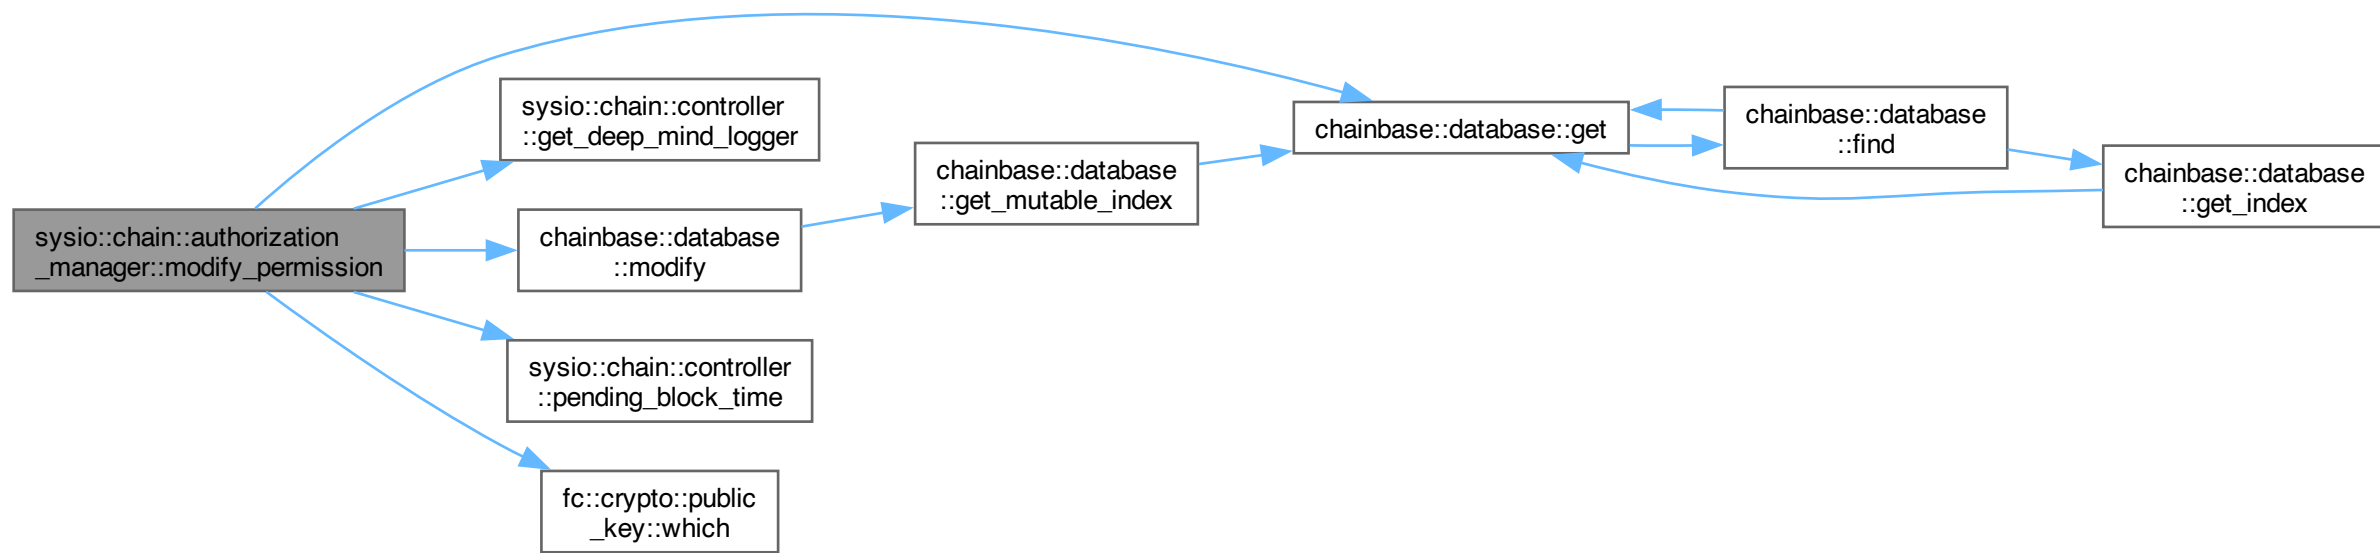 sysio::chain::authorization
_manager::modify_permission
sysio::chain::controller
::get_deep_mind_logger
chainbase::database
::modify
sysio::chain::controller
::pending_block_time
fc::crypto::public
_key::which
chainbase::database
::get_mutable_index
chainbase::database::get
chainbase::database
::find
chainbase::database
::get_index